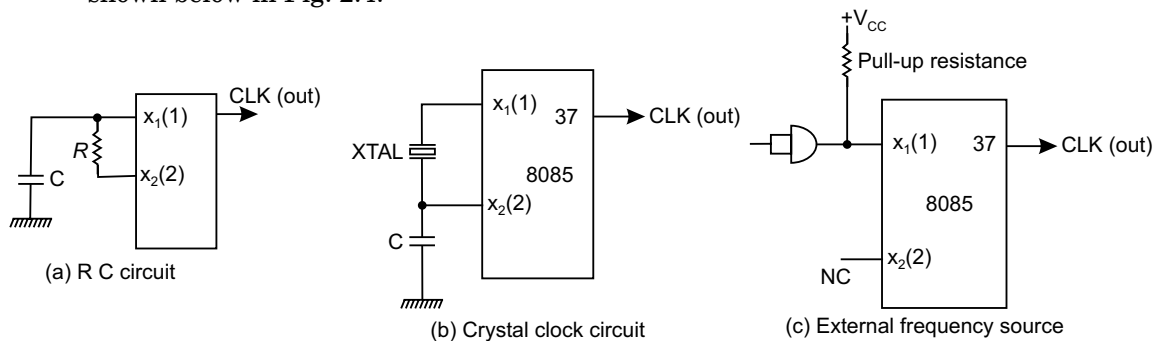 shown below in Fig. 2.4.
R
C
x1(1)
x2(2)
CLK (out)
(a) R C circuit
XTAL
C
x1(1)
37
8085
x2(2)
CLK (out)
(b) Crystal clock circuit
+VCC
Pull-up resistance
x1(1)
37
8085
x2(2)
NC
CLK (out)
(c) External frequency source